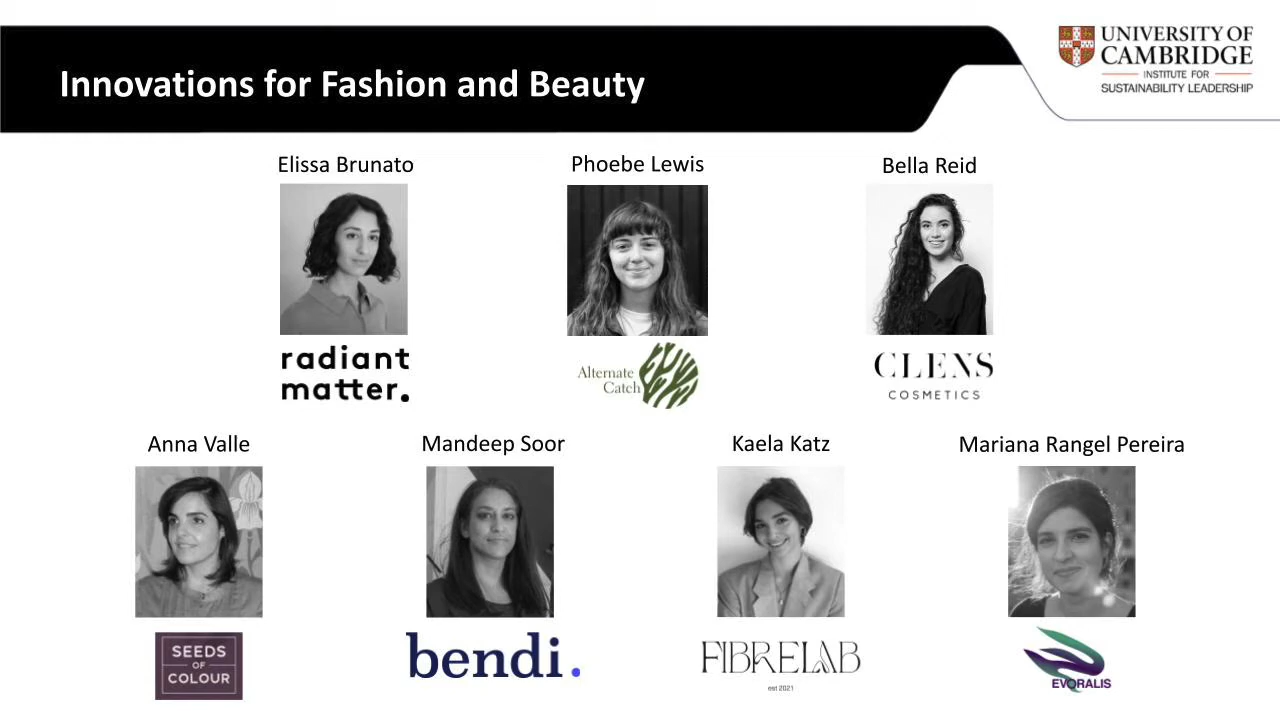 Innovations for Fashion and Beauty
UNIVERSITY OF
CAMBRIDGE
INSTITUTE FOR
SUSTAINABILITY LEADERSHIP
Elissa Brunato
Phoebe Lewis
Bella Reid
radiant
matter.
Alternate
Catch
CLENS
COSMETICS
Anna Valle
Mandeep Soor
Kaela Katz
Mariana Rangel Pereira
SEEDS
OF
COLOUR
bendi.
FIBRELAB
est 2021
EVORALIS